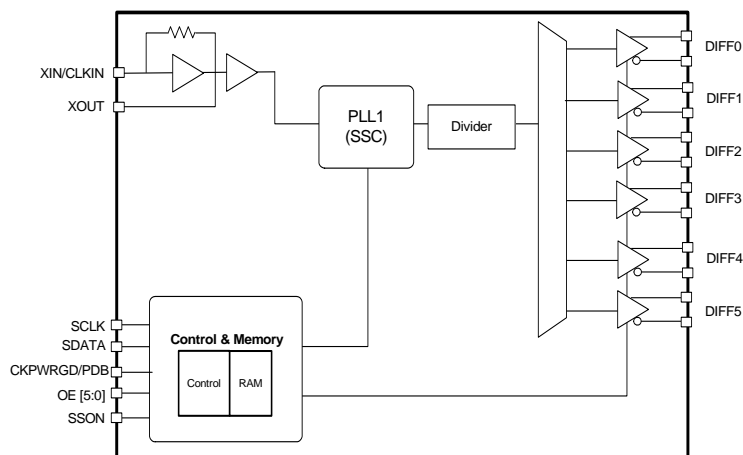 XIN/CLKIN
XOUT
PLL1
(SSC)
Divider
DIFF0
DIFF1
DIFF2
DIFF3
DIFF4
DIFF5
SCLK
SDATA
CKPWRGD/PDB
OE [5:0]
SSON
Control & Memory
Control
RAM